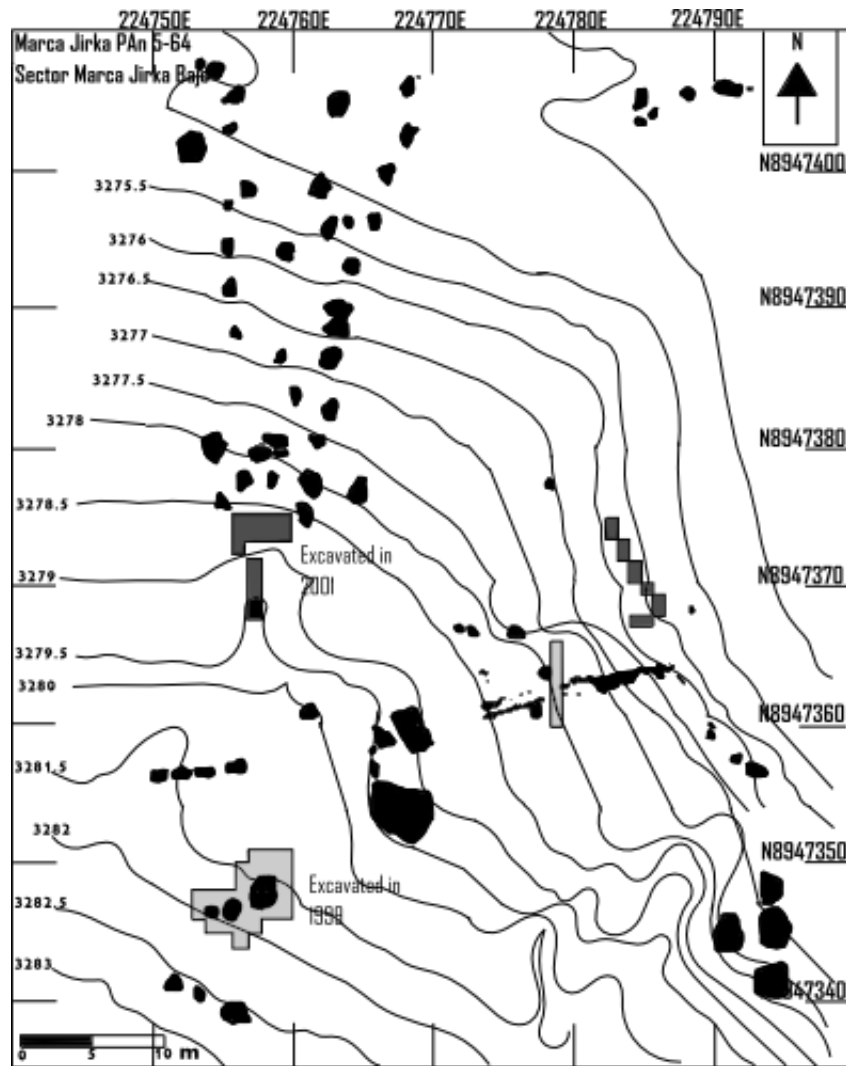 224750E 224760E 224770E 224780E 224790E
Marca Jirka PAn 5-64
N
Sector Marca Jirka Bajo
N8947400
3275.5
3276
3276.5
N8947390
3277
3277.5
3278
N8947380
3278.5
Excavated in
2001
3279
N8947370
3279.5
3280
N8947360
3281.5
3282
N8947350
Excavated in
1998
3282.5
3283
N8947340
0 5 10 m